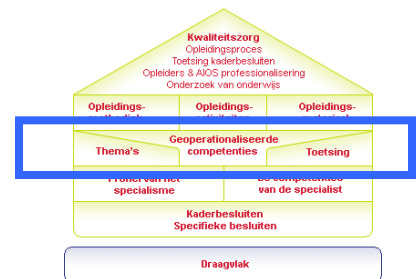 Kwaliteitszorg
Opleidingsproces
Toetsing kaderbesluiten
Opleiders & AIOS professionalisering
Onderzoek van onderwijs
Opleidings- Opleidings- Opleidings-
Geoperationaliseerde
Thema's competenties Toetsing
Profiel van het De competenties
specialisme van de specialist
Kaderbesluiten
Specifieke besluiten
Draagvlak